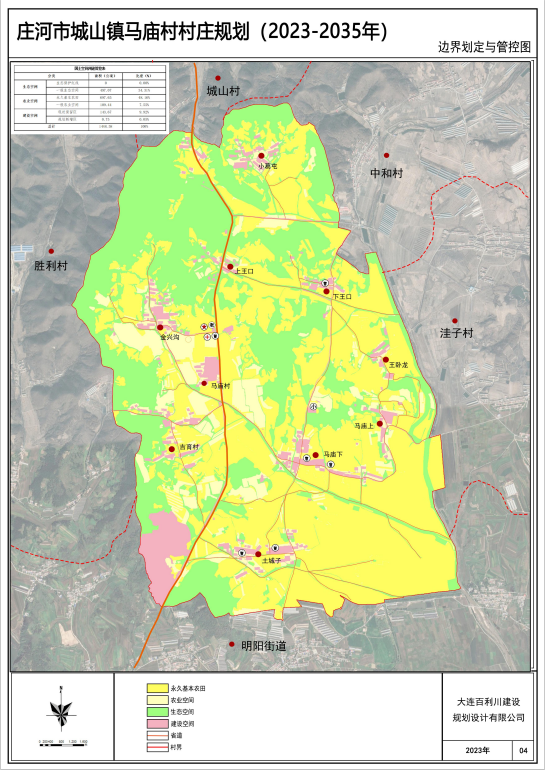 庄河市城山镇马庙村村庄规划（2023-2035年）
边界划定与管控图
城山村
小莴屯
中和村
胜利村
上王口
下王口
金兴沟
洼子村
王卧龙
马庙村
马庙上
吉育村
马庙下
土城子
明阳街道
N
永久基本农田
农业空间
生态空间
建设空间
省道
村界
大连百利川建设
规划设计有限公司
2023年
04